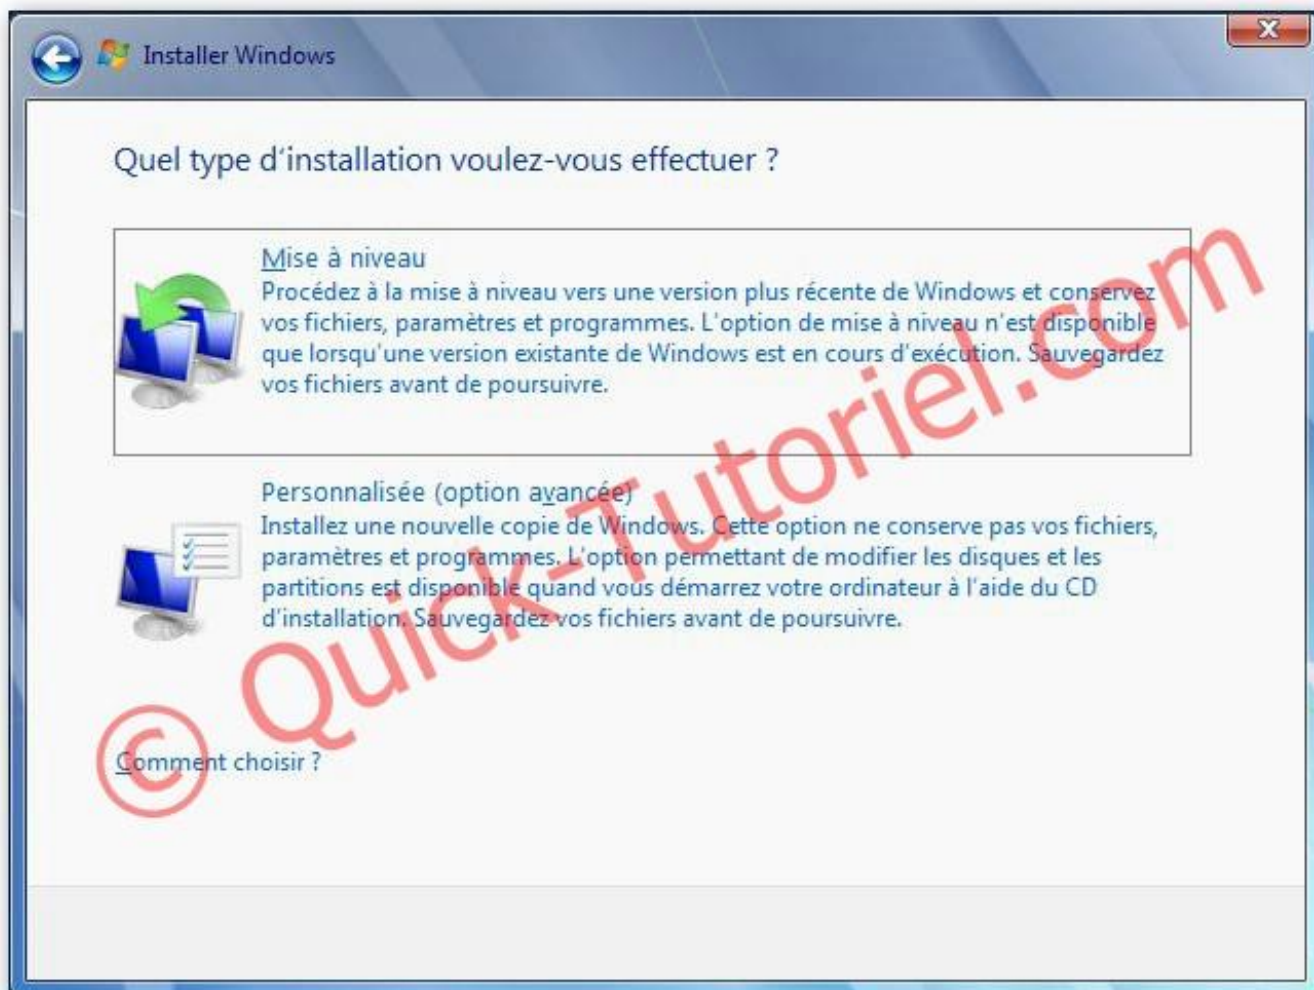 Installer Windows
Quel type d'installation voulez-vous effectuer ?
Mise à niveau
Procédez à la mise à niveau vers une version plus récente de Windows et conservez
vos fichiers, paramètres et programmes. L'option de mise à niveau n'est disponible
que lorsqu'une version existante de Windows est en cours d'exécution. Sauvegardez
vos fichiers avant de poursuivre.
Personnalisée (option avancée)
Installez une nouvelle copie de Windows. Cette option ne conserve pas vos fichiers,
paramètres et programmes. L'option permettant de modifier les disques et les
partitions est disponible quand vous démarrez votre ordinateur à l'aide du CD
d'installation. Sauvegardez vos fichiers avant de poursuivre.
Comment choisir ?
© Quick-Tutoriel.com